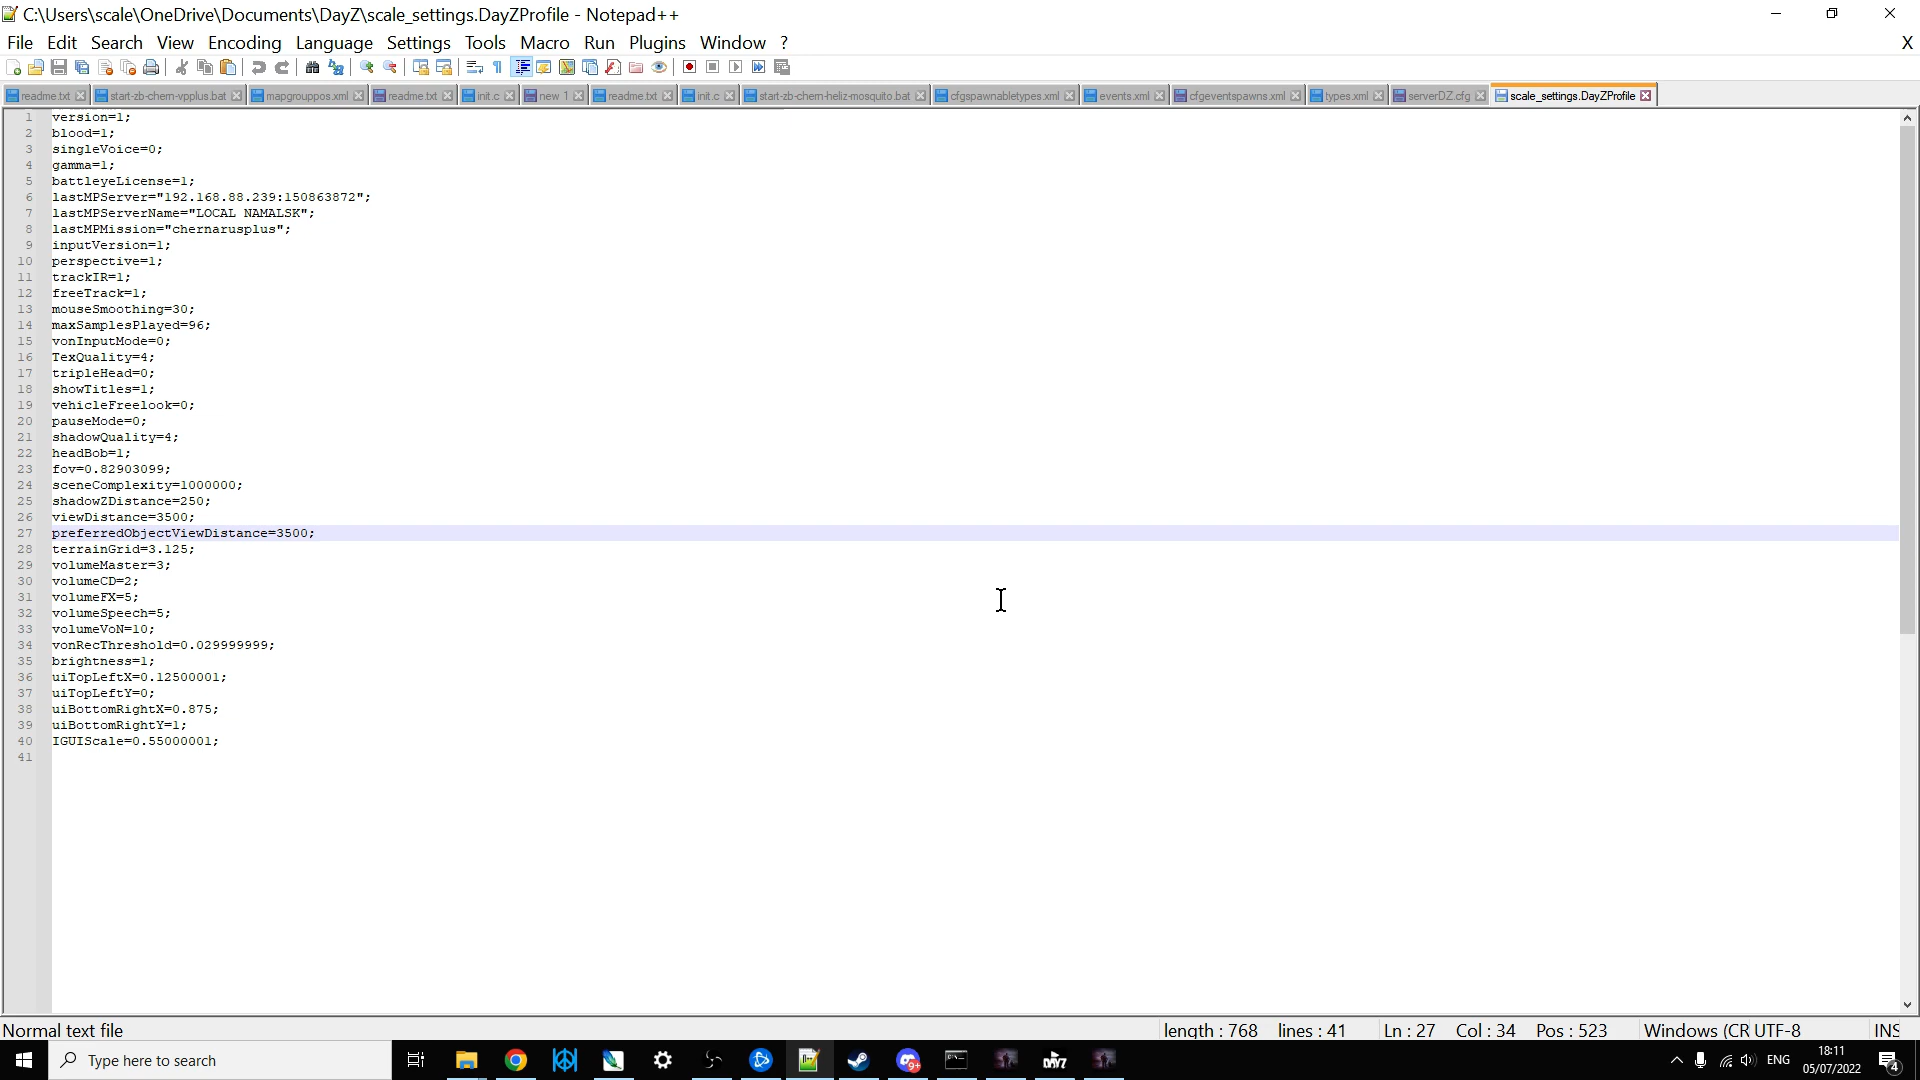 C:\Users\scale\OneDrive\Documents\DayZ\scale_settings.DayZProfile - Notepad++
File Edit Search View Encoding Language Settings Tools Macro Run Plugins Window ? X
readme.txt start-zb-chern-vpplus.bat mapgrouppos.xml readme.txt init.c new 1 readme.txt init.c start-zb-chern-heliz-mosquito.bat cfgspawnabletypes.xml events.xml cfgeventspawns.xml types.xml serverDZ.cfg scale_settings.DayZProfile
1 version=1;
2 blood=1;
3 singleVoice=0;
4 gamma=1;
5 battleyeLicense=1;
6 lastMPServer="192.168.88.239:150863872";
7 lastMPServerName="LOCAL NAMALSK";
8 lastMPMission="chernarusplus";
9 inputVersion=1;
10 perspective=1;
11 trackIR=1;
12 freeTrack=1;
13 mouseSmoothing=30;
14 maxSamplesPlayed=96;
15 vonInputMode=0;
16 TexQuality=4;
17 tripleHead=0;
18 showTitles=1;
19 vehicleFreelook=0;
20 pauseMode=0;
21 shadowQuality=4;
22 headBob=1;
23 fov=0.82903099;
24 sceneComplexity=1000000;
25 shadowZDistance=250;
26 viewDistance=3500;
27 preferredObjectViewDistance=3500;
28 terrainGrid=3.125;
29 volumeMaster=3;
30 volumeCD=2;
31 volumeFX=5;
32 volumeSpeech=5;
33 volumeVoN=10;
34 vonRecThreshold=0.029999999;
35 brightness=1;
36 uiTopLeftX=0.12500001;
37 uiTopLeftY=0;
38 uiBottomRightX=0.875;
39 uiBottomRightY=1;
40 IGUIScale=0.55000001;
41
Normal text file length : 768 lines : 41 Ln : 27 Col : 34 Pos : 523 Windows (CR UTF-8 INS
Type here to search DAYZ ENG 18:11
05/07/2022 4